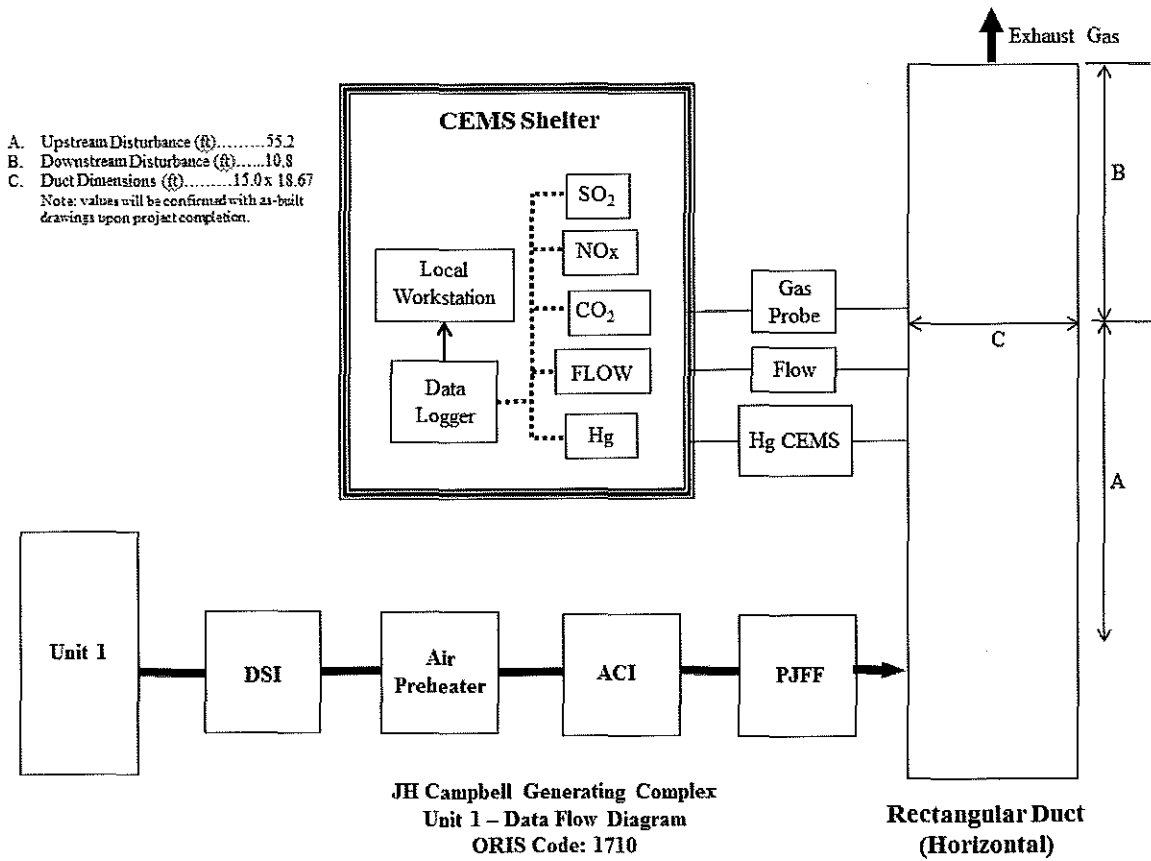 Exhaust Gas
CEMS Shelter
A. Upstream Disturbance (ft).........55.2
B. Downstream Disturbance (ft)......10.8
C. Duct Dimensions (ft).........15.0 x 18.67
Note: values will be confirmed with as-built
drawings upon project completion.
SO₂
NOx
CO₂
FLOW
Hg
Local
Workstation
Data
Logger
Gas
Probe
Flow
Hg CEMS
B
C
A
Unit 1
DSI
Air
Preheater
ACI
PJFF
JH Campbell Generating Complex
Unit 1 – Data Flow Diagram
ORIS Code: 1710
Rectangular Duct
(Horizontal)